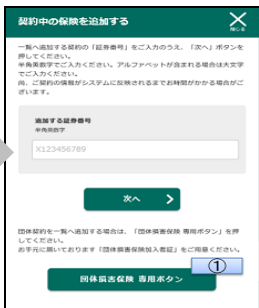 契約中の保険を追加する
閉じる
一覧へ追加する契約の「証券番号」をご入力のうえ、「次へ」ボタンを
押してください。
半角英数字でご入力ください。アルファベットが含まれる場合は大文字
でご入力ください。
尚、ご契約の情報がシステムに反映されるまでお時間がかかる場合がご
ざいます。
追加する証券番号
半角英数字
X123456789
次へ
団体契約を一覧へ追加する場合は、「団体損害保険 専用ボタン」を押
してください。
お手元に届いております「団体損害保険加入者証」をご用意ください。
①
団体損害保険 専用ボタン